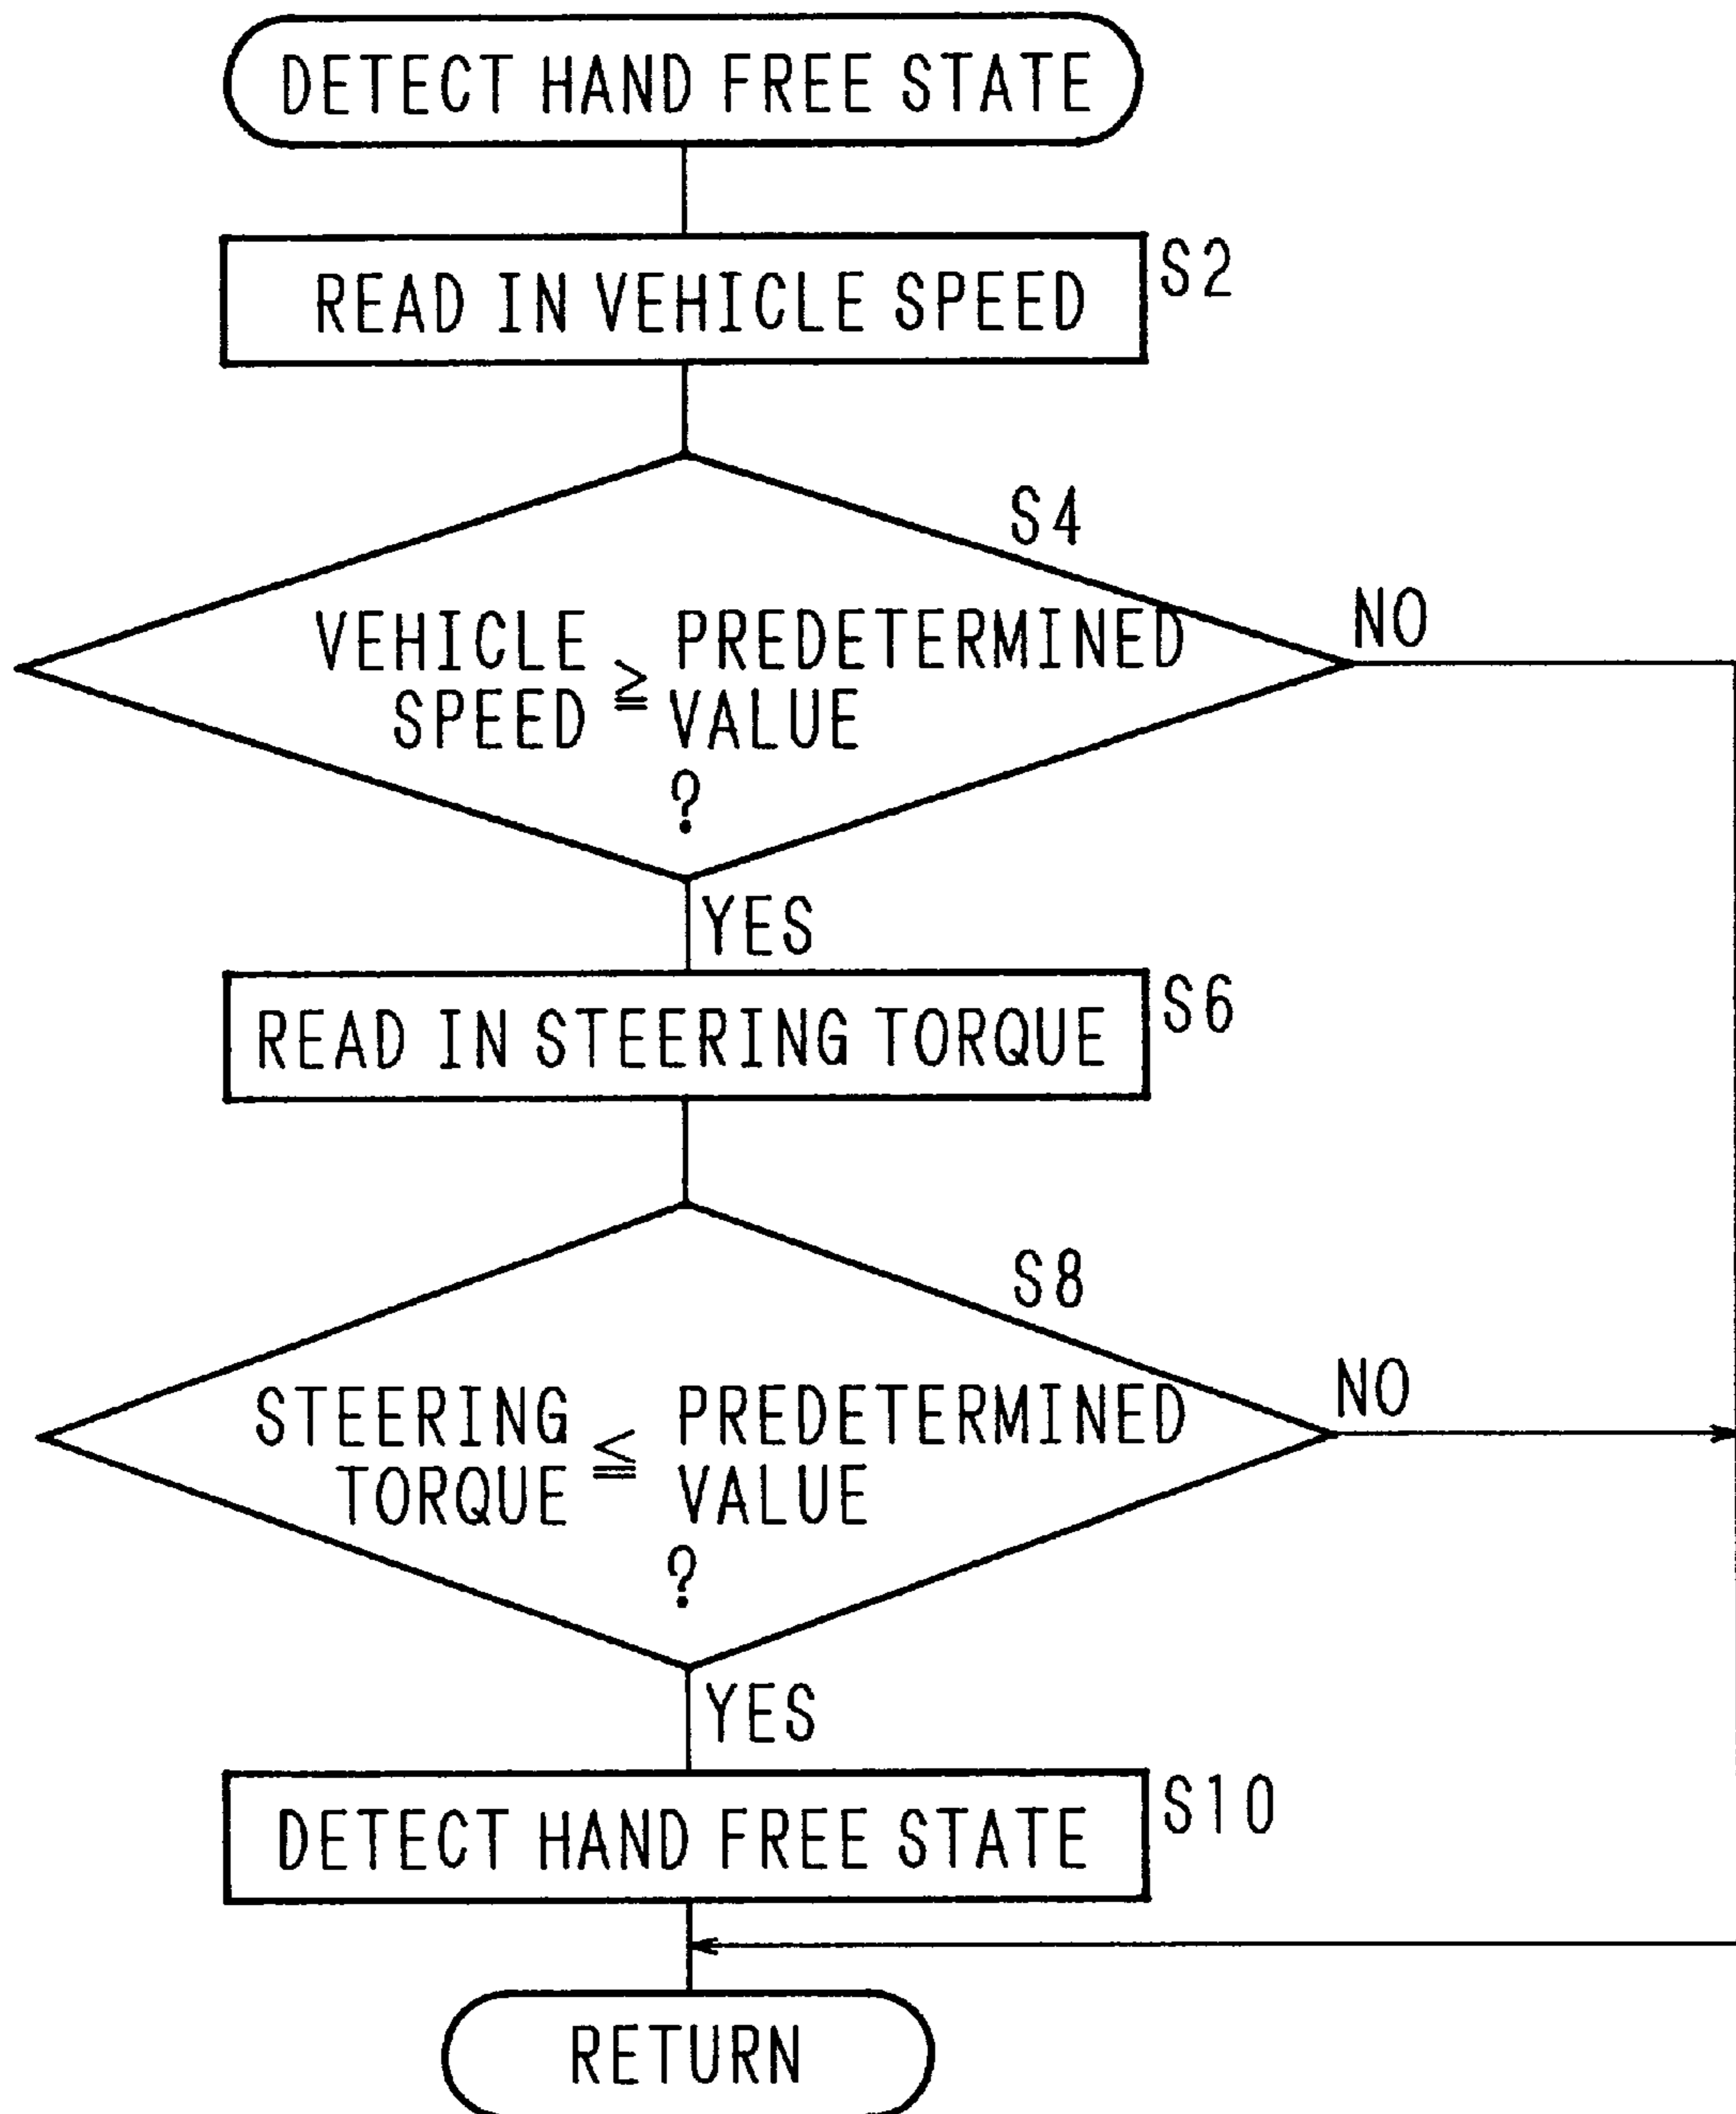 DETECT HAND FREE STATE
READ IN VEHICLE SPEED
S2
S4
VEHICLE SPEED ≧ PREDETERMINED VALUE
?
NO
YES
READ IN STEERING TORQUE
S6
S8
STEERING TORQUE ≦ PREDETERMINED VALUE
?
NO
YES
DETECT HAND FREE STATE
S10
RETURN